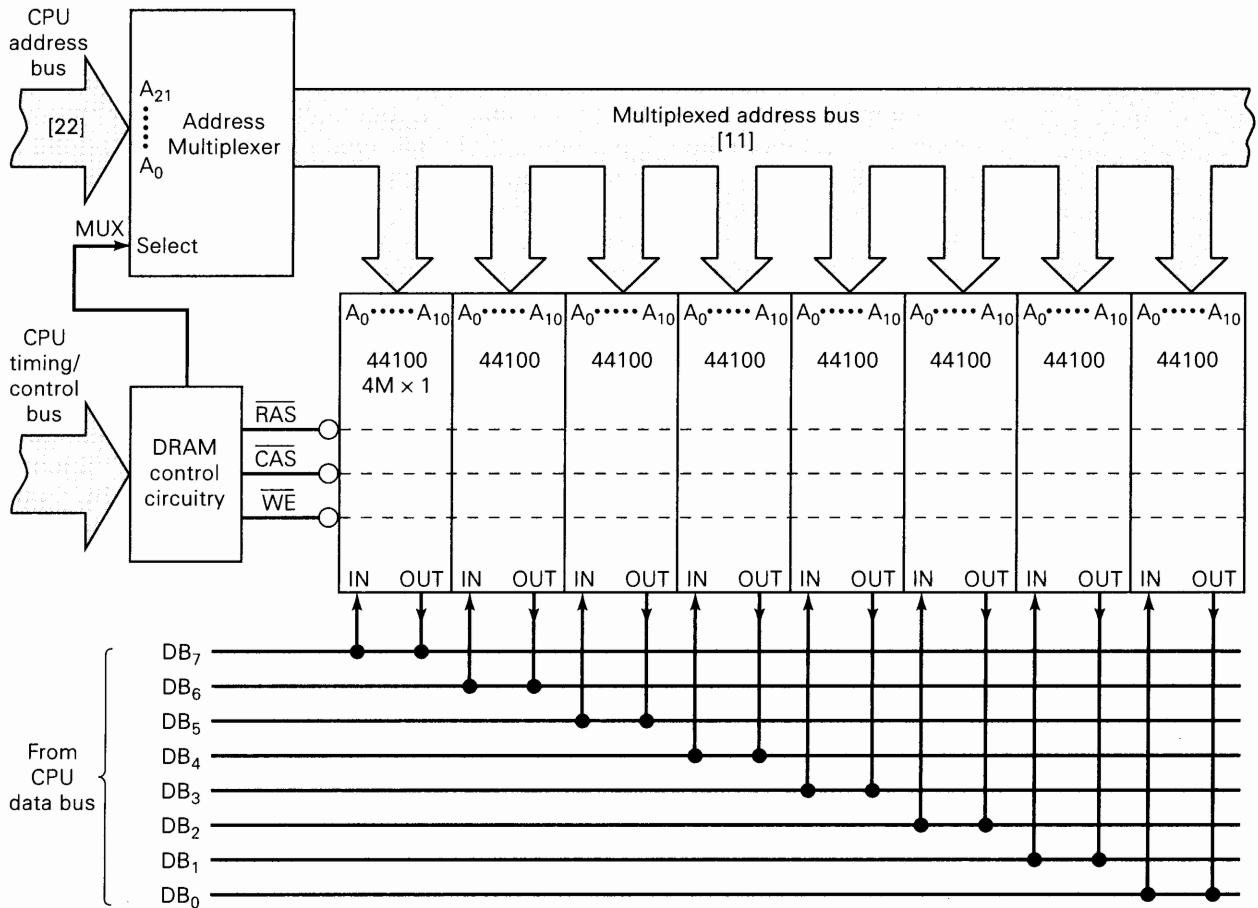 CPU
address
bus
[22]
A₂₁
A₀
Address
Multiplexer
Multiplexed address bus
[11]
MUX
Select
CPU
timing/
control
bus
DRAM
control
circuitry
R̅A̅S̅
C̅A̅S̅
W̅E̅
A₀ ····· A₁₀ A₀ ····· A₁₀ A₀ ····· A₁₀ A₀ ····· A₁₀ A₀ ····· A₁₀ A₀ ····· A₁₀ A₀ ····· A₁₀ A₀ ····· A₁₀
44100 44100 44100 44100 44100 44100 44100 44100
4M × 1
IN OUT IN OUT IN OUT IN OUT IN OUT IN OUT IN OUT IN OUT
From
CPU
data bus
DB₇
DB₆
DB₅
DB₄
DB₃
DB₂
DB₁
DB₀